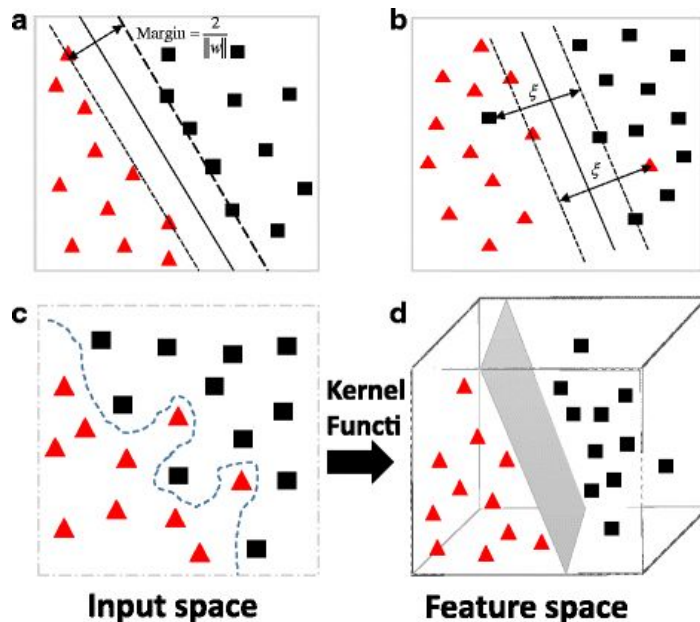 a
Margin = 2 / ‖w‖
b
ξ
ξ
c
d
Kernel
Functi
Input space
Feature space